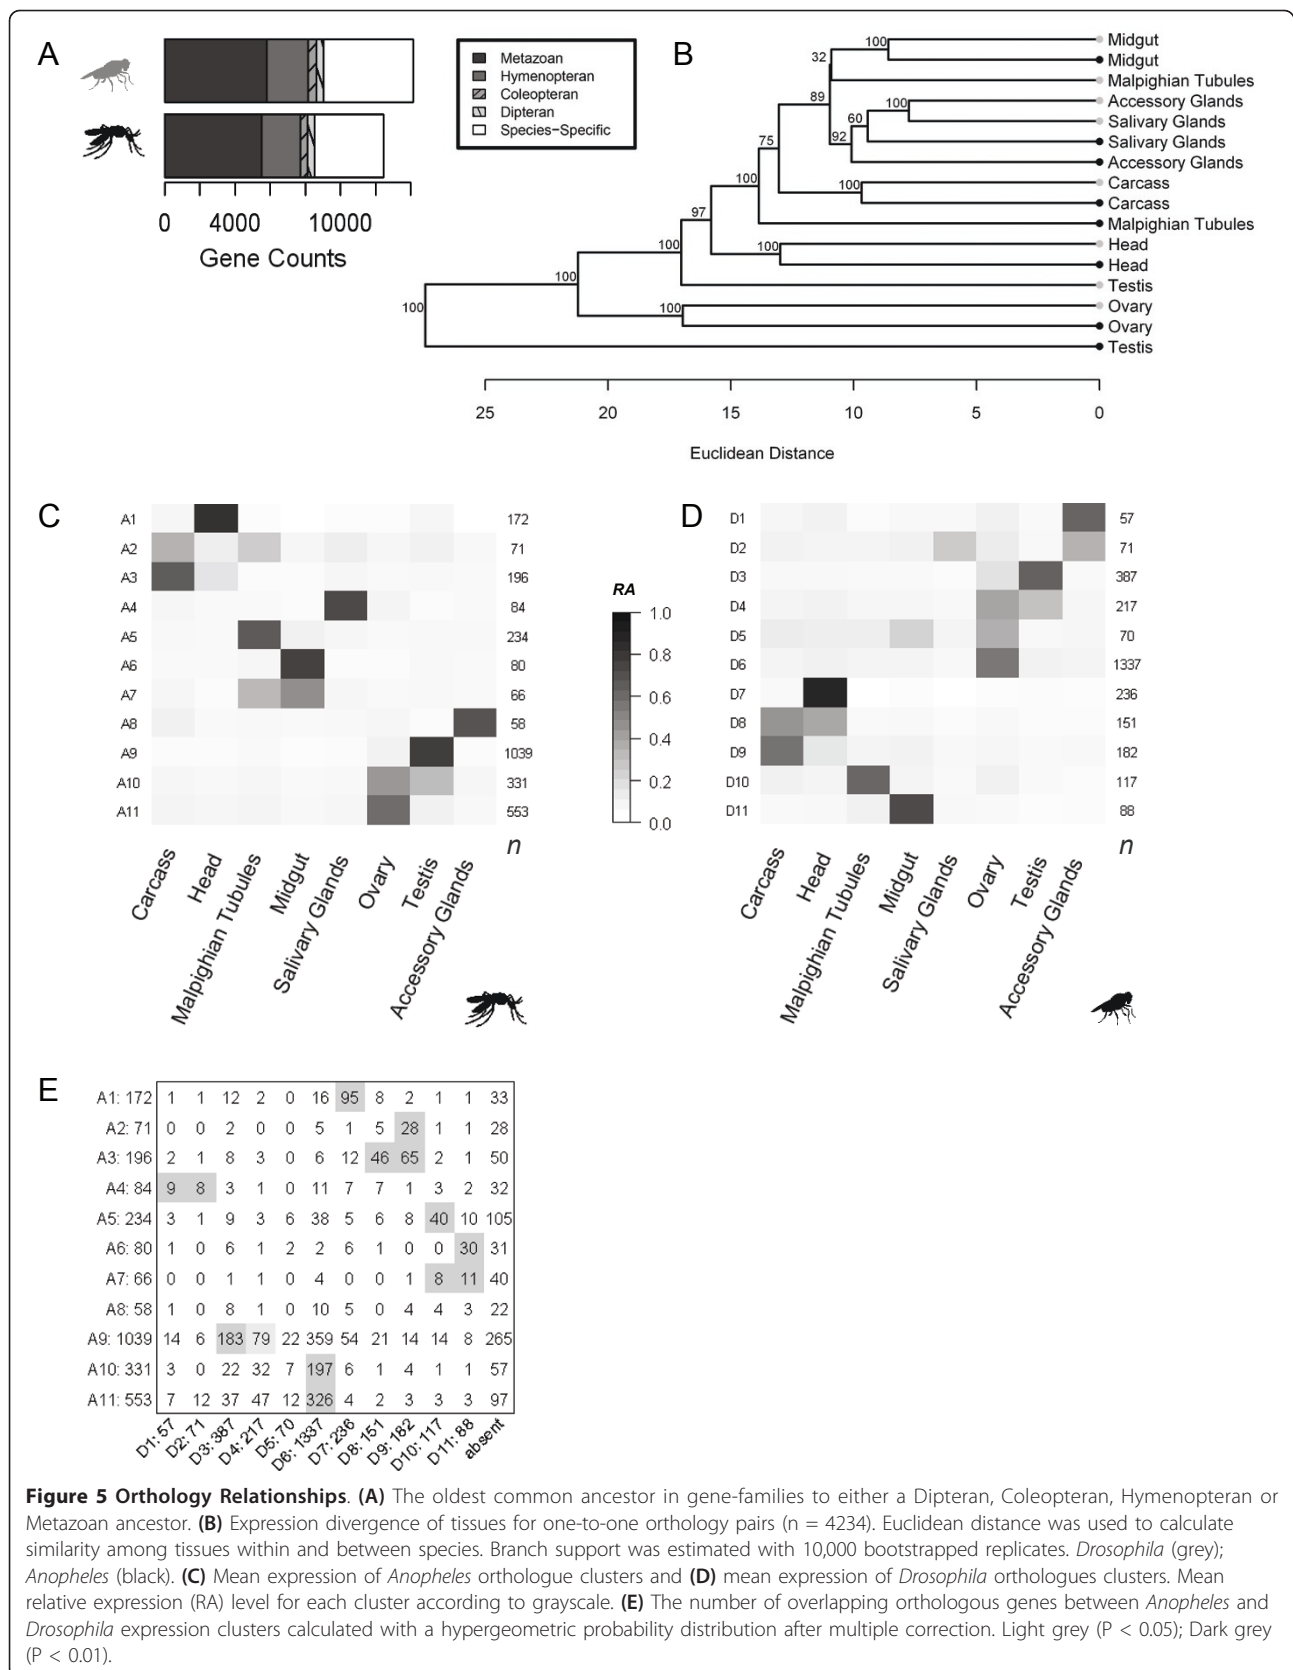 A
0 4000 10000
Gene Counts
Metazoan
Hymenopteran
Coleopteran
Dipteran
Species-Specific
B
100
32
89
100
60
92
75
100
100
97
100
100
100
100
100
Midgut
Midgut
Malpighian Tubules
Accessory Glands
Salivary Glands
Salivary Glands
Accessory Glands
Carcass
Carcass
Malpighian Tubules
Head
Head
Testis
Ovary
Ovary
Testis
25 20 15 10 5 0
Euclidean Distance
C
A1 172
A2 71
A3 196
A4 84
A5 234
A6 80
A7 66
A8 58
A9 1039
A10 331
A11 553
n
Carcass
Head
Malpighian Tubules
Midgut
Salivary Glands
Ovary
Testis
Accessory Glands
RA
1.0
0.8
0.6
0.4
0.2
0.0
D
D1 57
D2 71
D3 387
D4 217
D5 70
D6 1337
D7 236
D8 151
D9 182
D10 117
D11 88
n
Carcass
Head
Malpighian Tubules
Midgut
Salivary Glands
Ovary
Testis
Accessory Glands
E
A1: 172 1 1 12 2 0 16 95 8 2 1 1 33
A2: 71 0 0 2 0 0 5 1 5 28 1 1 28
A3: 196 2 1 8 3 0 6 12 46 65 2 1 50
A4: 84 9 8 3 1 0 11 7 7 1 3 2 32
A5: 234 3 1 9 3 6 38 5 6 8 40 10 105
A6: 80 1 0 6 1 2 2 6 1 0 0 30 31
A7: 66 0 0 1 1 0 4 0 0 1 8 11 40
A8: 58 1 0 8 1 0 10 5 0 4 4 3 22
A9: 1039 14 6 183 79 22 359 54 21 14 14 8 265
A10: 331 3 0 22 32 7 197 6 1 4 1 1 57
A11: 553 7 12 37 47 12 326 4 2 3 3 3 97
D1: 57
D2: 71
D3: 387
D4: 217
D5: 70
D6: 1337
D7: 236
D8: 151
D9: 182
D10: 117
D11: 88
absent
Figure 5 Orthology Relationships. (A) The oldest common ancestor in gene-families to either a Dipteran, Coleopteran, Hymenopteran or
Metazoan ancestor. (B) Expression divergence of tissues for one-to-one orthology pairs (n = 4234). Euclidean distance was used to calculate
similarity among tissues within and between species. Branch support was estimated with 10,000 bootstrapped replicates. Drosophila (grey);
Anopheles (black). (C) Mean expression of Anopheles orthologue clusters and (D) mean expression of Drosophila orthologues clusters. Mean
relative expression (RA) level for each cluster according to grayscale. (E) The number of overlapping orthologous genes between Anopheles and
Drosophila expression clusters calculated with a hypergeometric probability distribution after multiple correction. Light grey (P < 0.05); Dark grey
(P < 0.01).